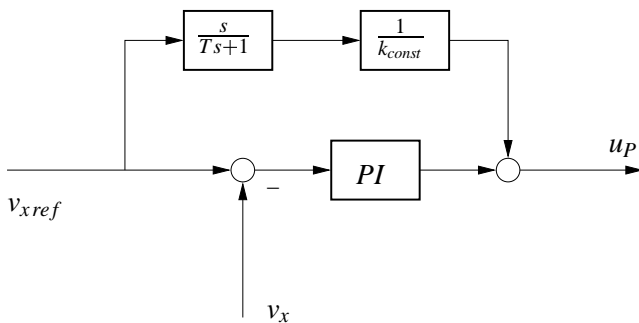 s/(Ts+1)
1/k_const
u_P
PI
–
v_xref
v_x